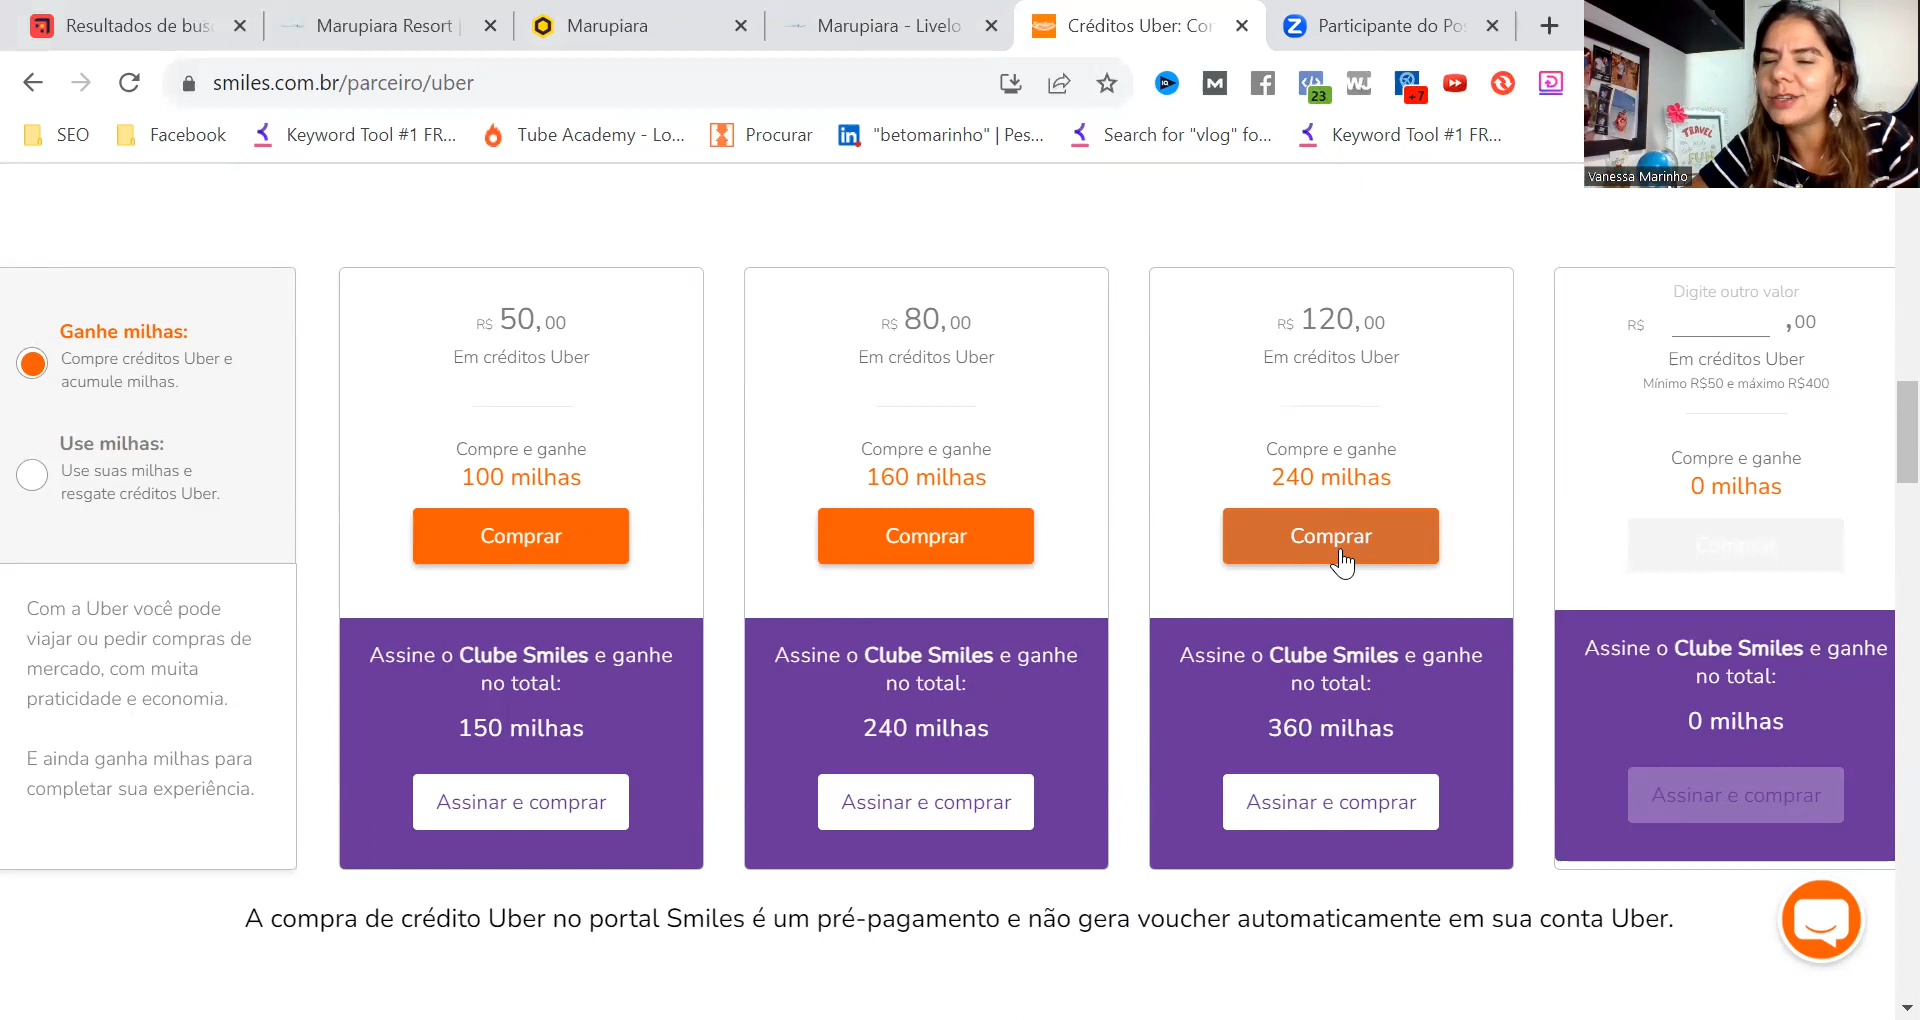 Resultados de bus
Marupiara Resort |
Marupiara
Marupiara - Livelo
Créditos Uber: Co
Participante do Po
smiles.com.br/parceiro/uber
23
+7
SEO
Facebook
Keyword Tool #1 FR...
Tube Academy - Lo...
Procurar
"betomarinho" | Pes...
Search for "vlog" fo...
Keyword Tool #1 FR...
TRAVEL
FUN
Vanessa Marinho
Ganhe milhas:
Compre créditos Uber e
acumule milhas.
Use milhas:
Use suas milhas e
resgate créditos Uber.
Com a Uber você pode
viajar ou pedir compras de
mercado, com muita
praticidade e economia.
E ainda ganha milhas para
completar sua experiência.
R$ 50,00
Em créditos Uber
Compre e ganhe
100 milhas
Comprar
Assine o Clube Smiles e ganhe
no total:
150 milhas
Assinar e comprar
R$ 80,00
Em créditos Uber
Compre e ganhe
160 milhas
Comprar
Assine o Clube Smiles e ganhe
no total:
240 milhas
Assinar e comprar
R$ 120,00
Em créditos Uber
Compre e ganhe
240 milhas
Comprar
Assine o Clube Smiles e ganhe
no total:
360 milhas
Assinar e comprar
Digite outro valor
R$ ,00
Em créditos Uber
Mínimo R$50 e máximo R$400
Compre e ganhe
0 milhas
Comprar
Assine o Clube Smiles e ganhe
no total:
0 milhas
Assinar e comprar
A compra de crédito Uber no portal Smiles é um pré-pagamento e não gera voucher automaticamente em sua conta Uber.